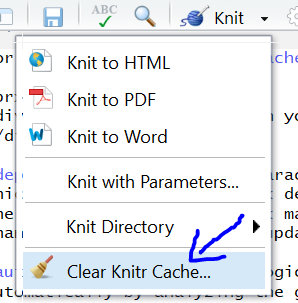 ABC
Knit
Knit to HTML
Knit to PDF
Knit to Word
Knit with Parameters...
Knit Directory
Clear Knitr Cache...